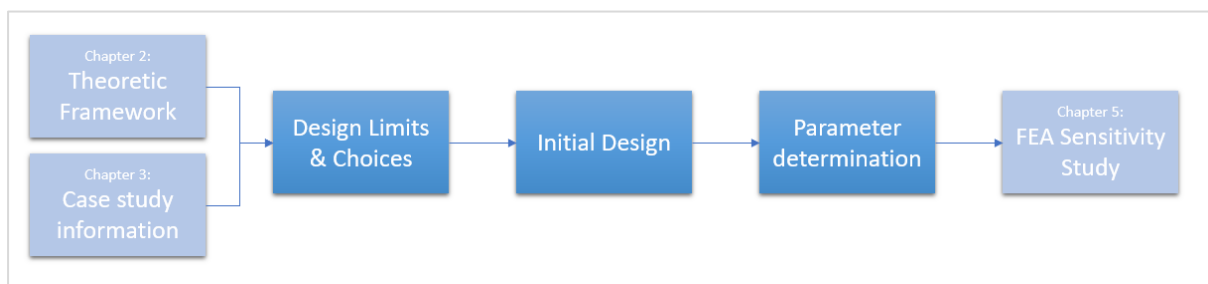 Chapter 2:
Theoretic
Framework
Chapter 3:
Case study
information
Design Limits
& Choices
Initial Design
Parameter
determination
Chapter 5:
FEA Sensitivity
Study